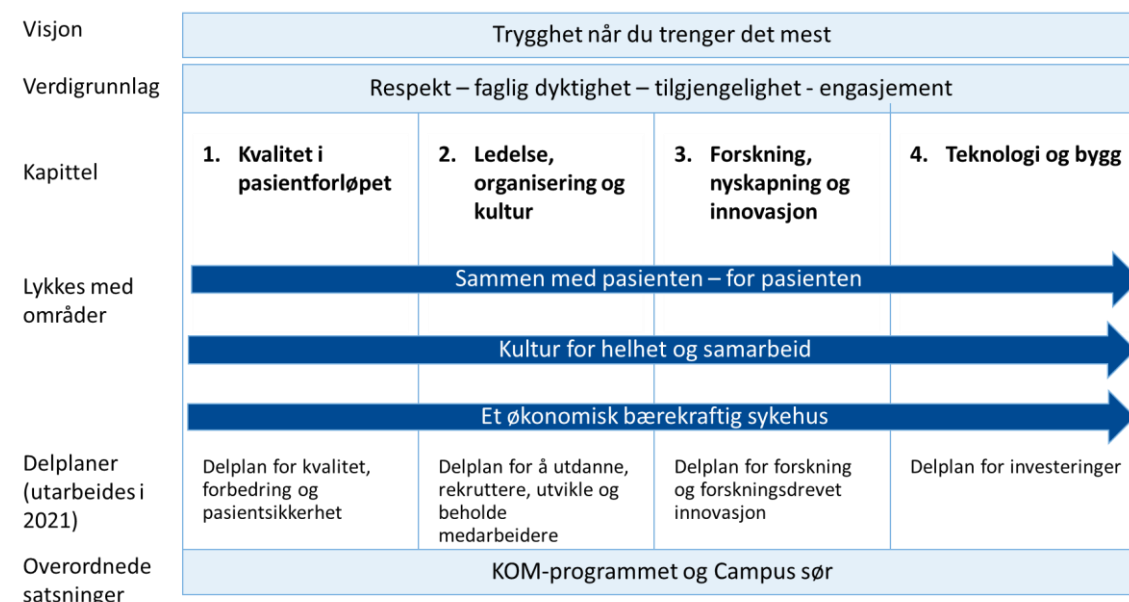 Visjon
Trygghet når du trenger det mest
Verdigrunnlag
Respekt – faglig dyktighet – tilgjengelighet - engasjement
Kapittel
1. Kvalitet i
pasientforløpet
2. Ledelse,
organisering og
kultur
3. Forskning,
nyskapning og
innovasjon
4. Teknologi og bygg
Lykkes med
områder
Sammen med pasienten – for pasienten
Kultur for helhet og samarbeid
Et økonomisk bærekraftig sykehus
Delplaner
(utarbeides i
2021)
Delplan for kvalitet,
forbedring og
pasientsikkerhet
Delplan for å utdanne,
rekruttere, utvikle og
beholde
medarbeidere
Delplan for forskning
og forskningsdrevet
innovasjon
Delplan for investeringer
Overordnede
satsninger
KOM-programmet og Campus sør